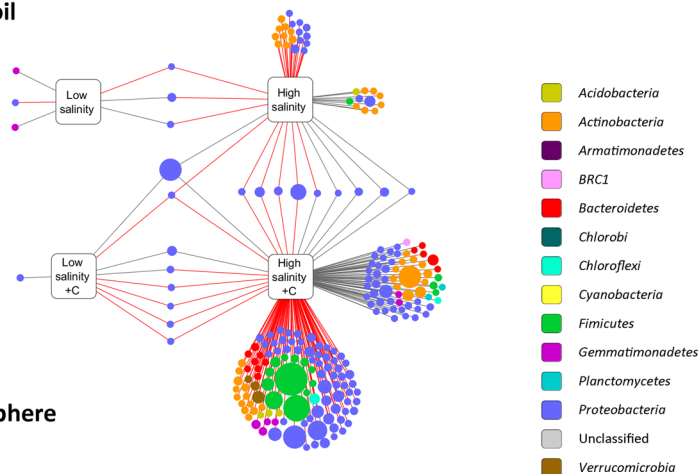 oil
Low
salinity
High
salinity
Low
salinity
+C
High
salinity
+C
phere
Acidobacteria
Actinobacteria
Armatimonadetes
BRC1
Bacteroidetes
Chlorobi
Chloroflexi
Cyanobacteria
Fimicutes
Gemmatimonadetes
Planctomycetes
Proteobacteria
Unclassified
Verrucomicrobia